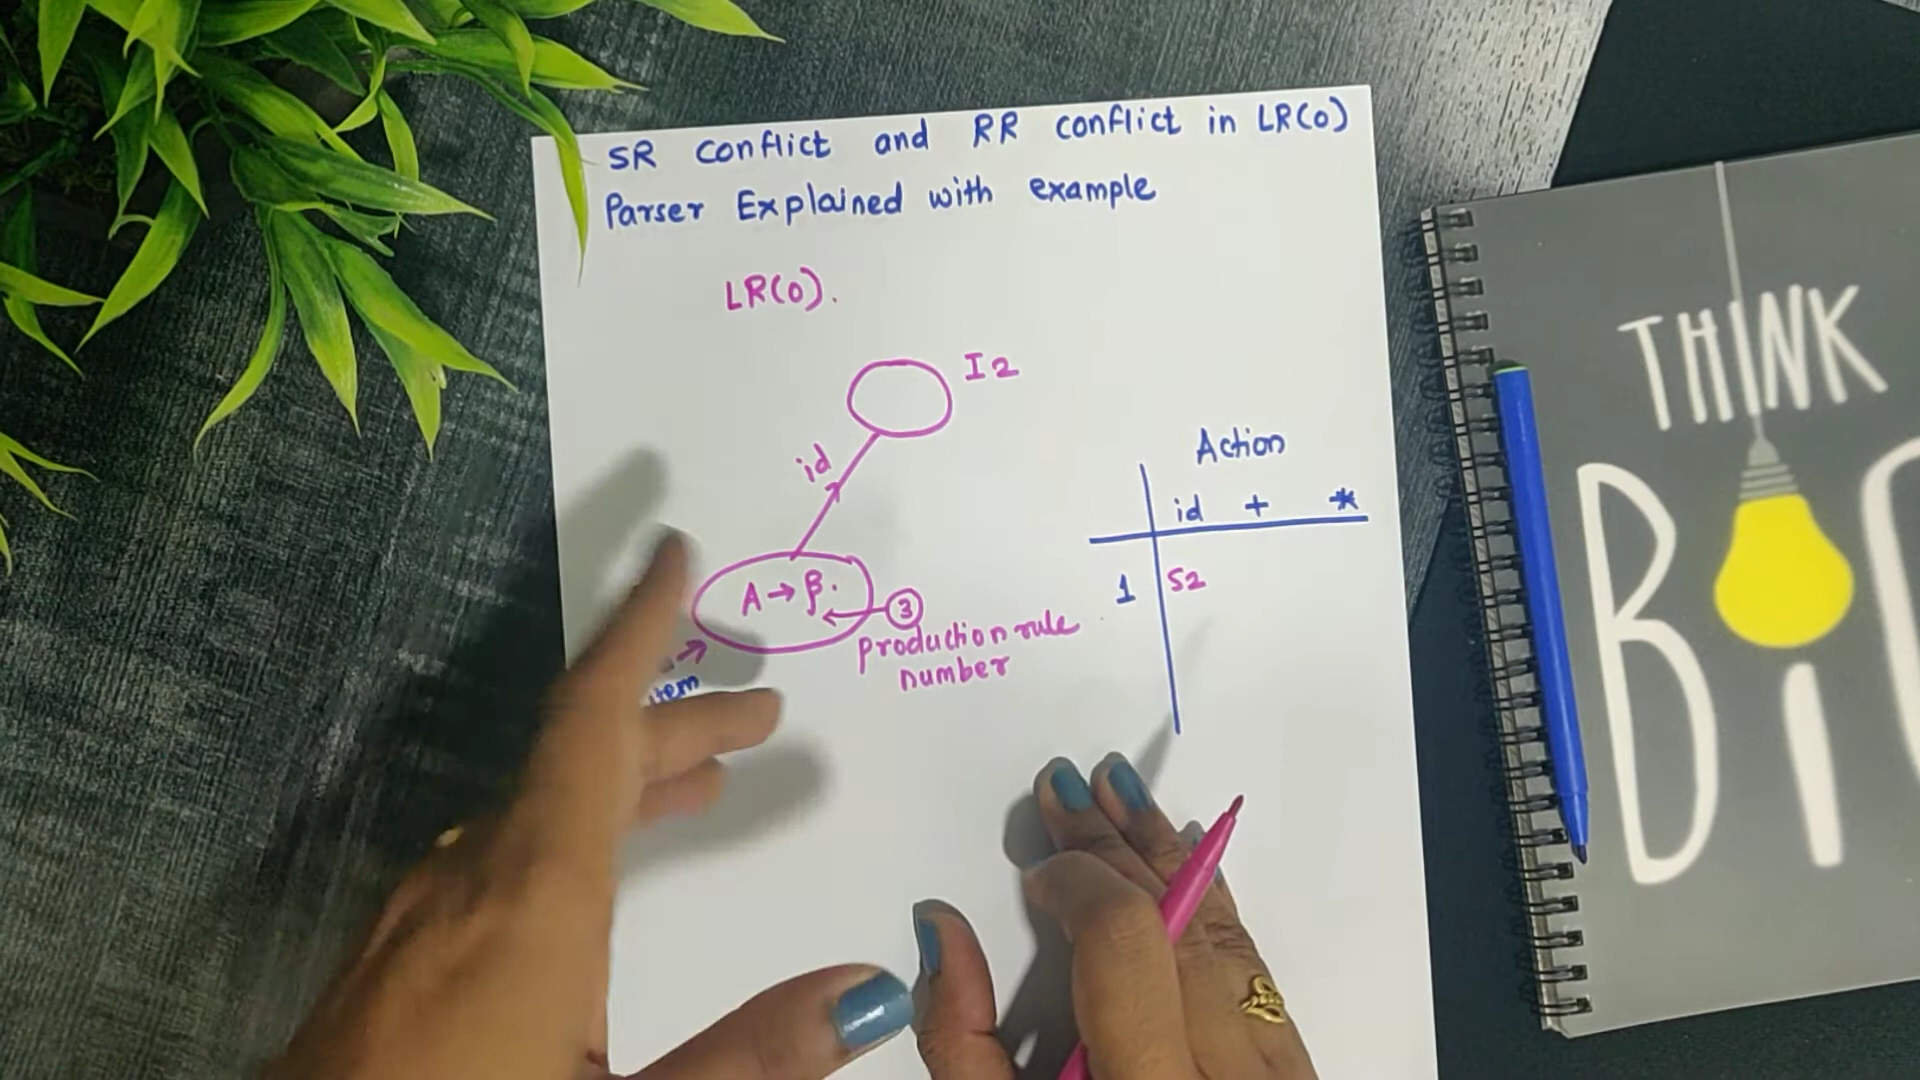 SR conflict and RR conflict in LR(0)
Parser Explained with example
LR(0).
I2
id
Action
id + *
A → β.
3
1 S2
production rule
number
THINK